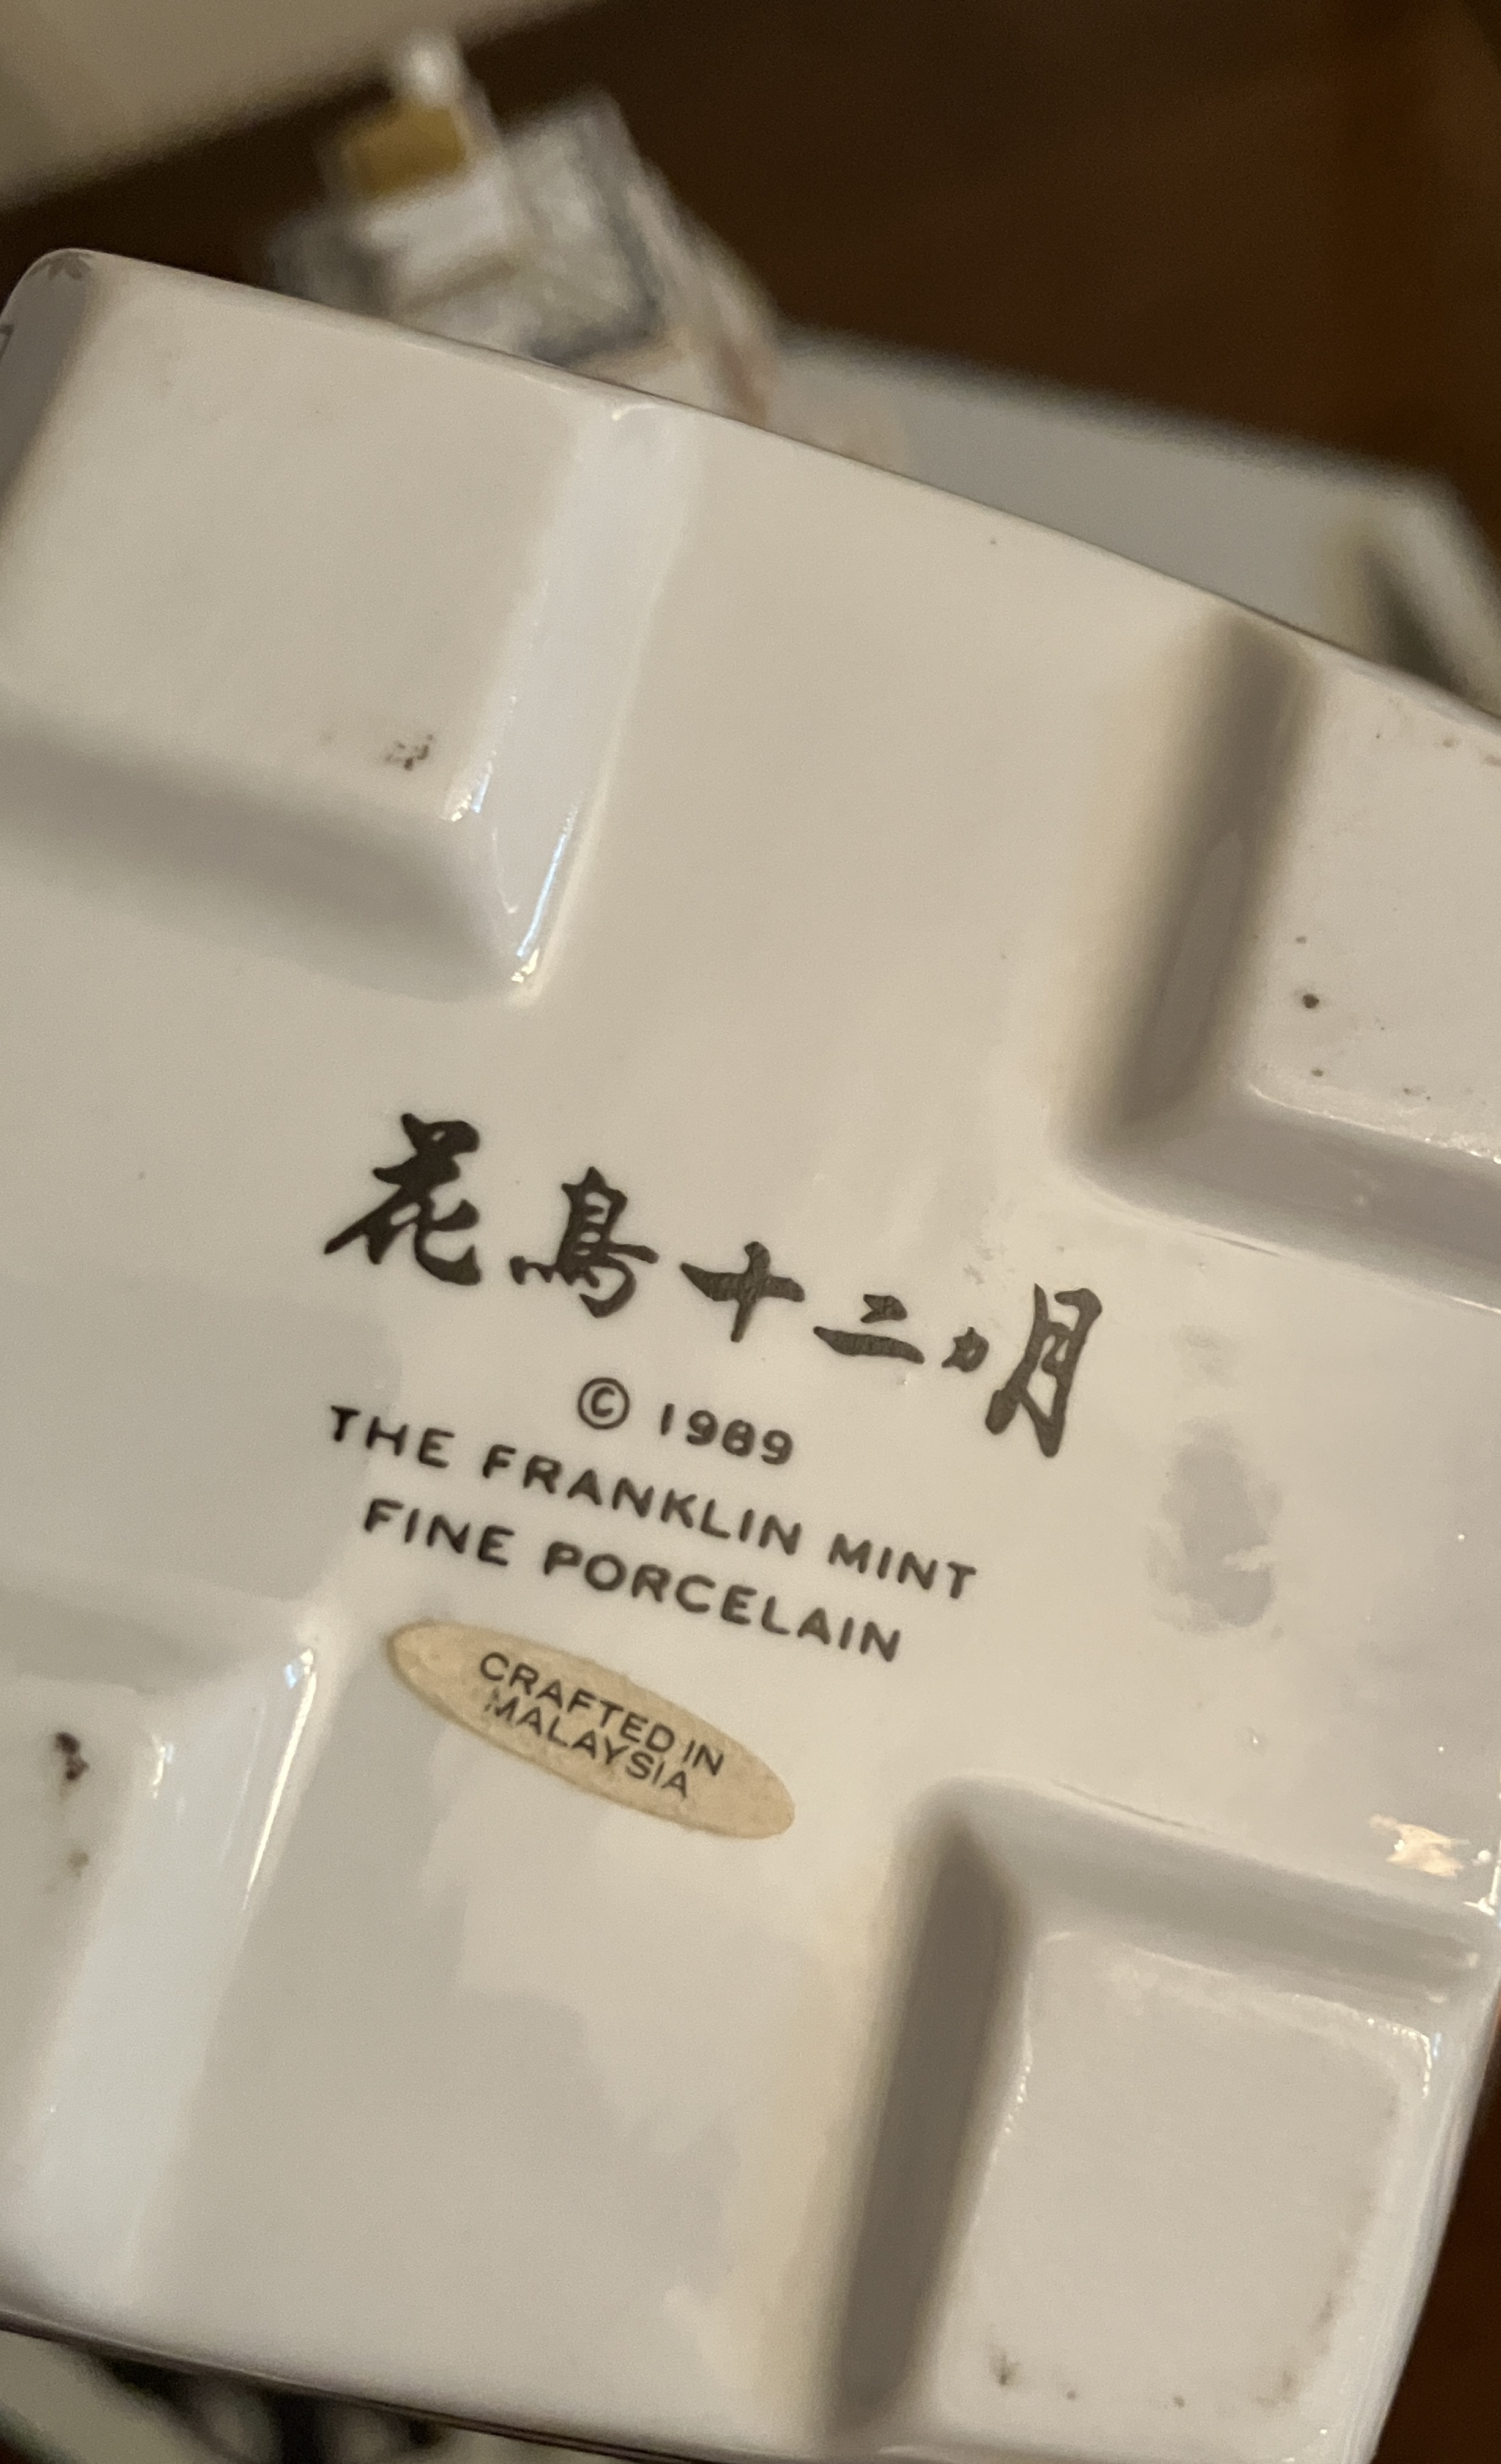 花鳥十二ヵ月
© 1989
THE FRANKLIN MINT
FINE PORCELAIN
CRAFTED IN
MALAYSIA